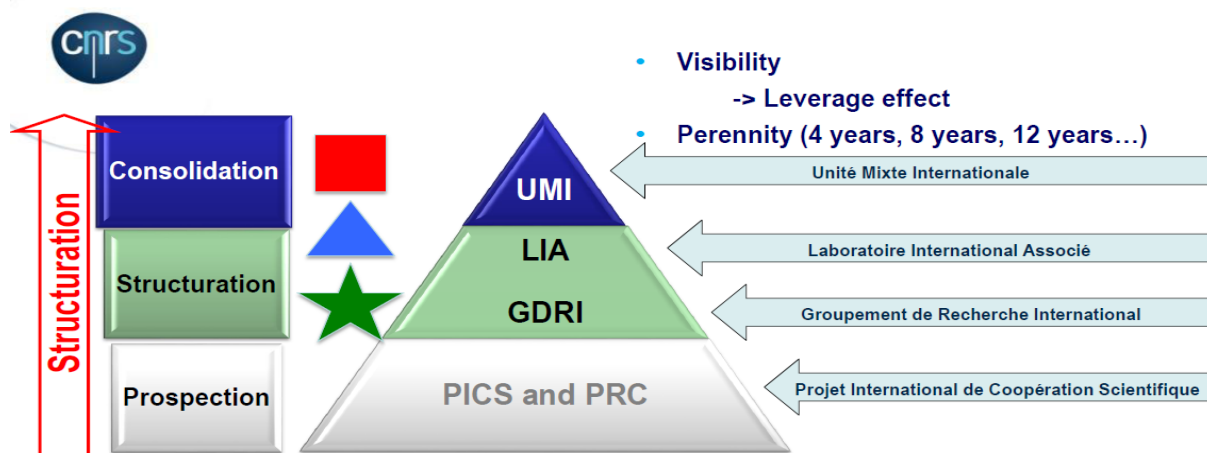 cnrs
• Visibility
-> Leverage effect
• Perennity (4 years, 8 years, 12 years…)
Structuration
Consolidation
UMI
Unité Mixte Internationale
Structuration
LIA
Laboratoire International Associé
GDRI
Groupement de Recherche International
Prospection
PICS and PRC
Projet International de Coopération Scientifique